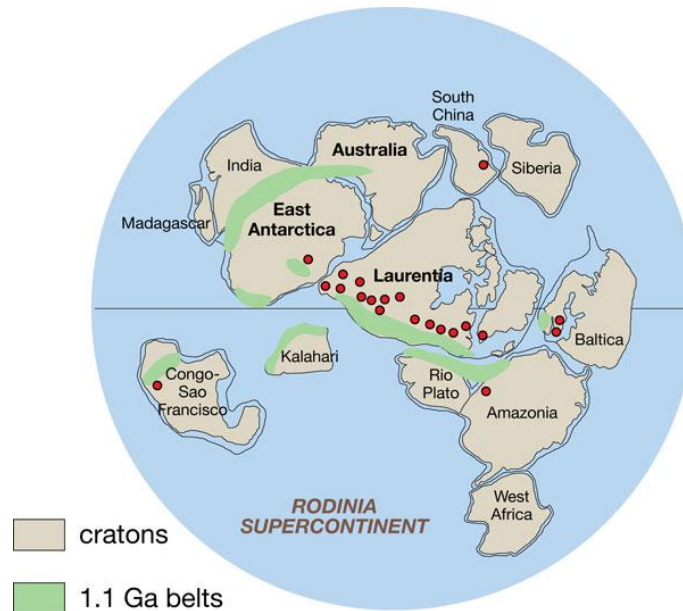 South
China
Australia
Siberia
India
East
Antarctica
Madagascar
Laurentia
Baltica
Kalahari
Congo-
Sao
Francisco
Rio
Plato
Amazonia
West
Africa
RODINIA
SUPERCONTINENT
cratons
1.1 Ga belts